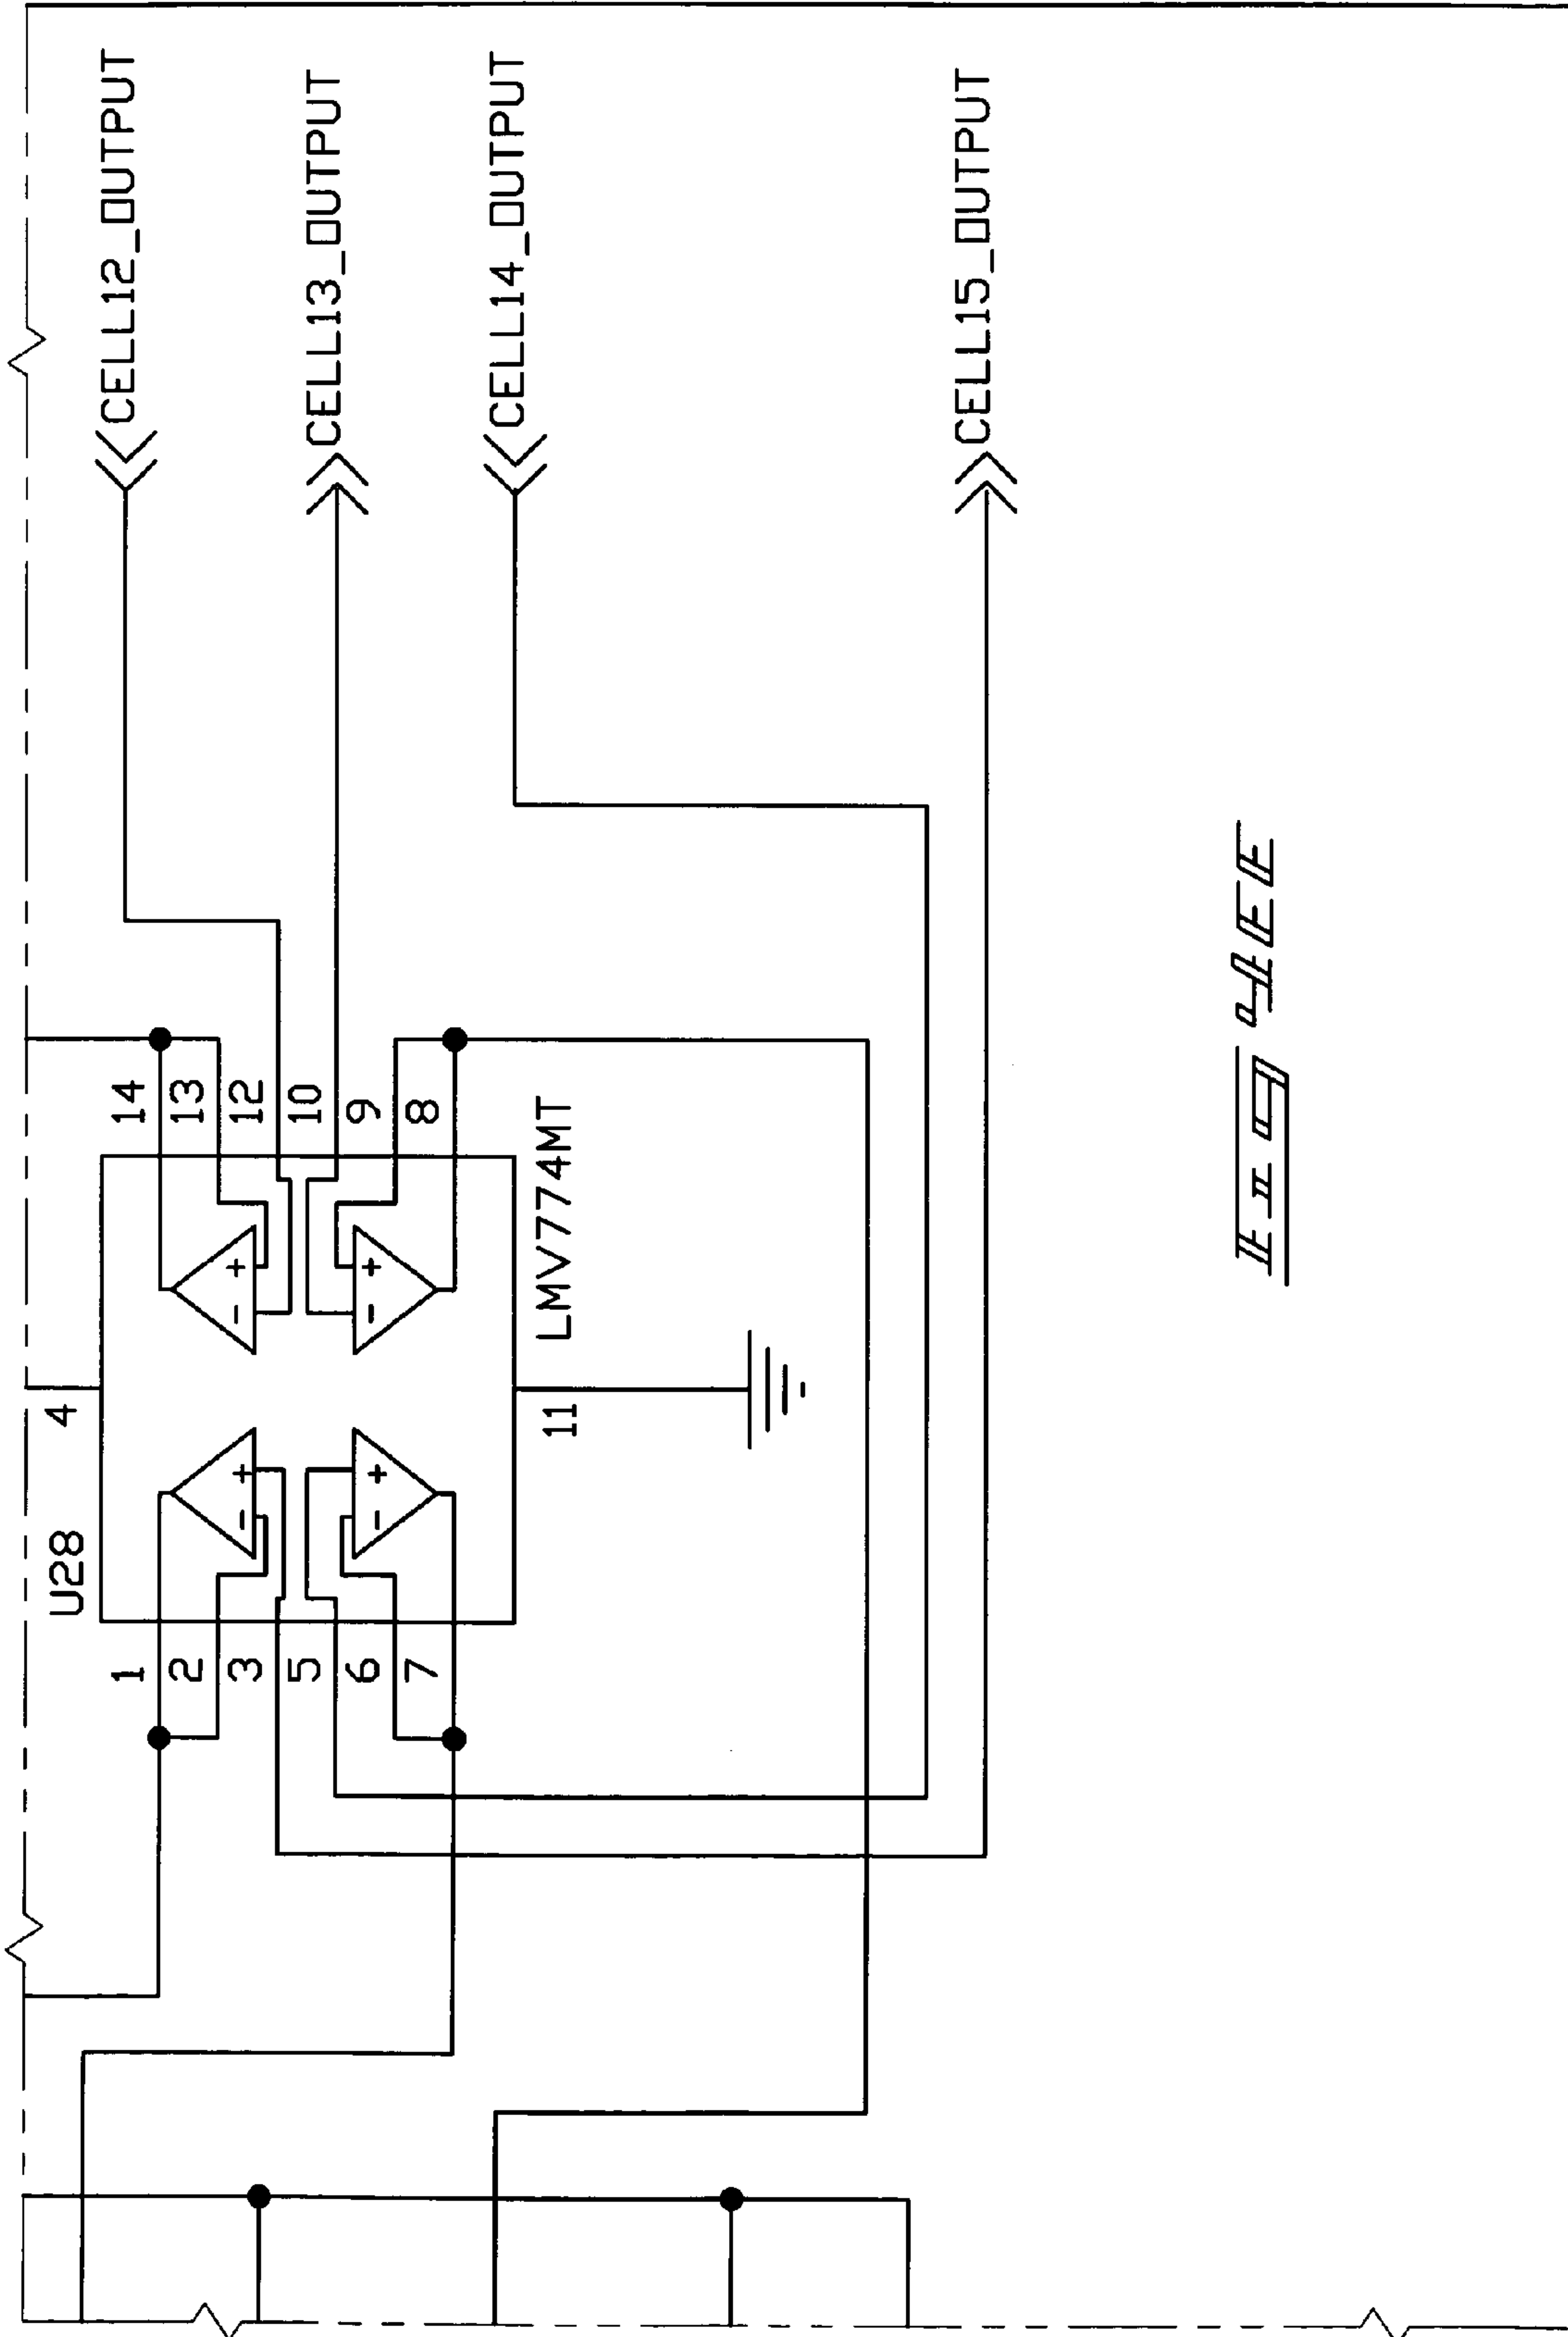 U28
4
CELL12_OUTPUT
1
14
2
13
3
12
5
10
CELL13_OUTPUT
6
9
7
8
CELL14_OUTPUT
11
LMV774MT
CELL15_OUTPUT